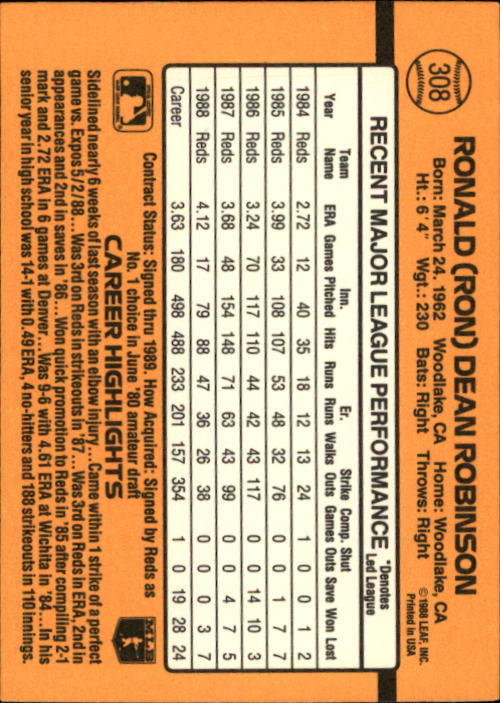 308
RONALD (RON) DEAN ROBINSON
Born: March 24, 1962 Woodlake, CA Home: Woodlake, CA
Ht.: 6'4" Wgt.: 230 Bats: Right Throws: Right
© 1988 LEAF, INC.
Printed in USA
RECENT MAJOR LEAGUE PERFORMANCE
*Denotes
Led League
Team Inn. Er. Strike Comp. Shut
Year Name ERA Games Pitched Hits Runs Runs Walks Outs Games Outs Save Won Lost
1984 Reds 2.72 12 40 35 18 12 13 24 1 0 0 1 2
1985 Reds 3.99 33 108 107 53 48 32 76 0 0 1 7 7
1986 Reds 3.24 70 117 110 44 42 43 117 0 0 14 10 3
1987 Reds 3.68 48 154 148 71 63 43 99 0 0 4 7 5
1988 Reds 4.12 17 79 88 47 36 26 38 0 0 0 3 7
Career 3.63 180 498 488 233 201 157 354 1 0 19 28 24
Contract Status: Signed thru 1989. How Acquired: Signed by Reds as
No. 1 choice in June '80 amateur draft
MLB
CAREER HIGHLIGHTS
Sidelined nearly 6 weeks of last season with an elbow injury...Came within 1 strike of a perfect
game vs. Expos 5/2/88...Was 3rd on Reds in strikeouts in '87...Was 3rd on Reds in ERA, 2nd in
appearances and 2nd in saves in '86...Won quick promotion to Reds in '85 after compiling 2-1
mark and 2.72 ERA in 6 games at Denver...Was 9-6 with 4.61 ERA at Wichita in '84...In his
senior year in high school was 14-1 with 0.49 ERA, 4 no-hitters and 188 strikeouts in 110 innings.